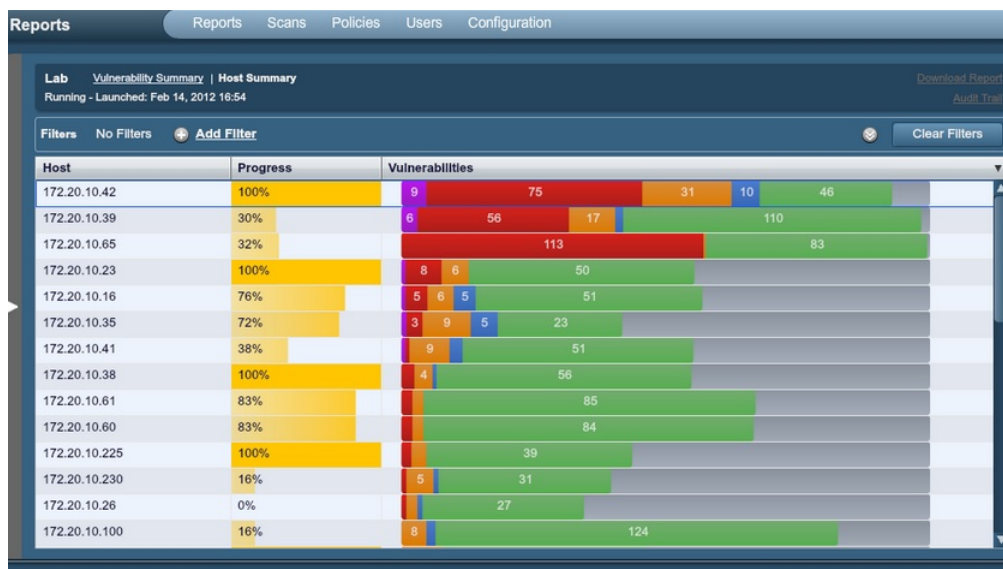 Reports Reports Scans Policies Users Configuration
Lab Vulnerability Summary | Host Summary Download Report
Running - Launched: Feb 14, 2012 16:54 Audit Trail
Filters No Filters Add Filter Clear Filters
Host Progress Vulnerabilities
172.20.10.42 100% 9 75 31 10 46
172.20.10.39 30% 6 56 17 110
172.20.10.65 32% 113 83
172.20.10.23 100% 8 6 50
172.20.10.16 76% 5 6 5 51
172.20.10.35 72% 3 9 5 23
172.20.10.41 38% 9 51
172.20.10.38 100% 4 56
172.20.10.61 83% 85
172.20.10.60 83% 84
172.20.10.225 100% 39
172.20.10.230 16% 5 31
172.20.10.26 0% 27
172.20.10.100 16% 8 124